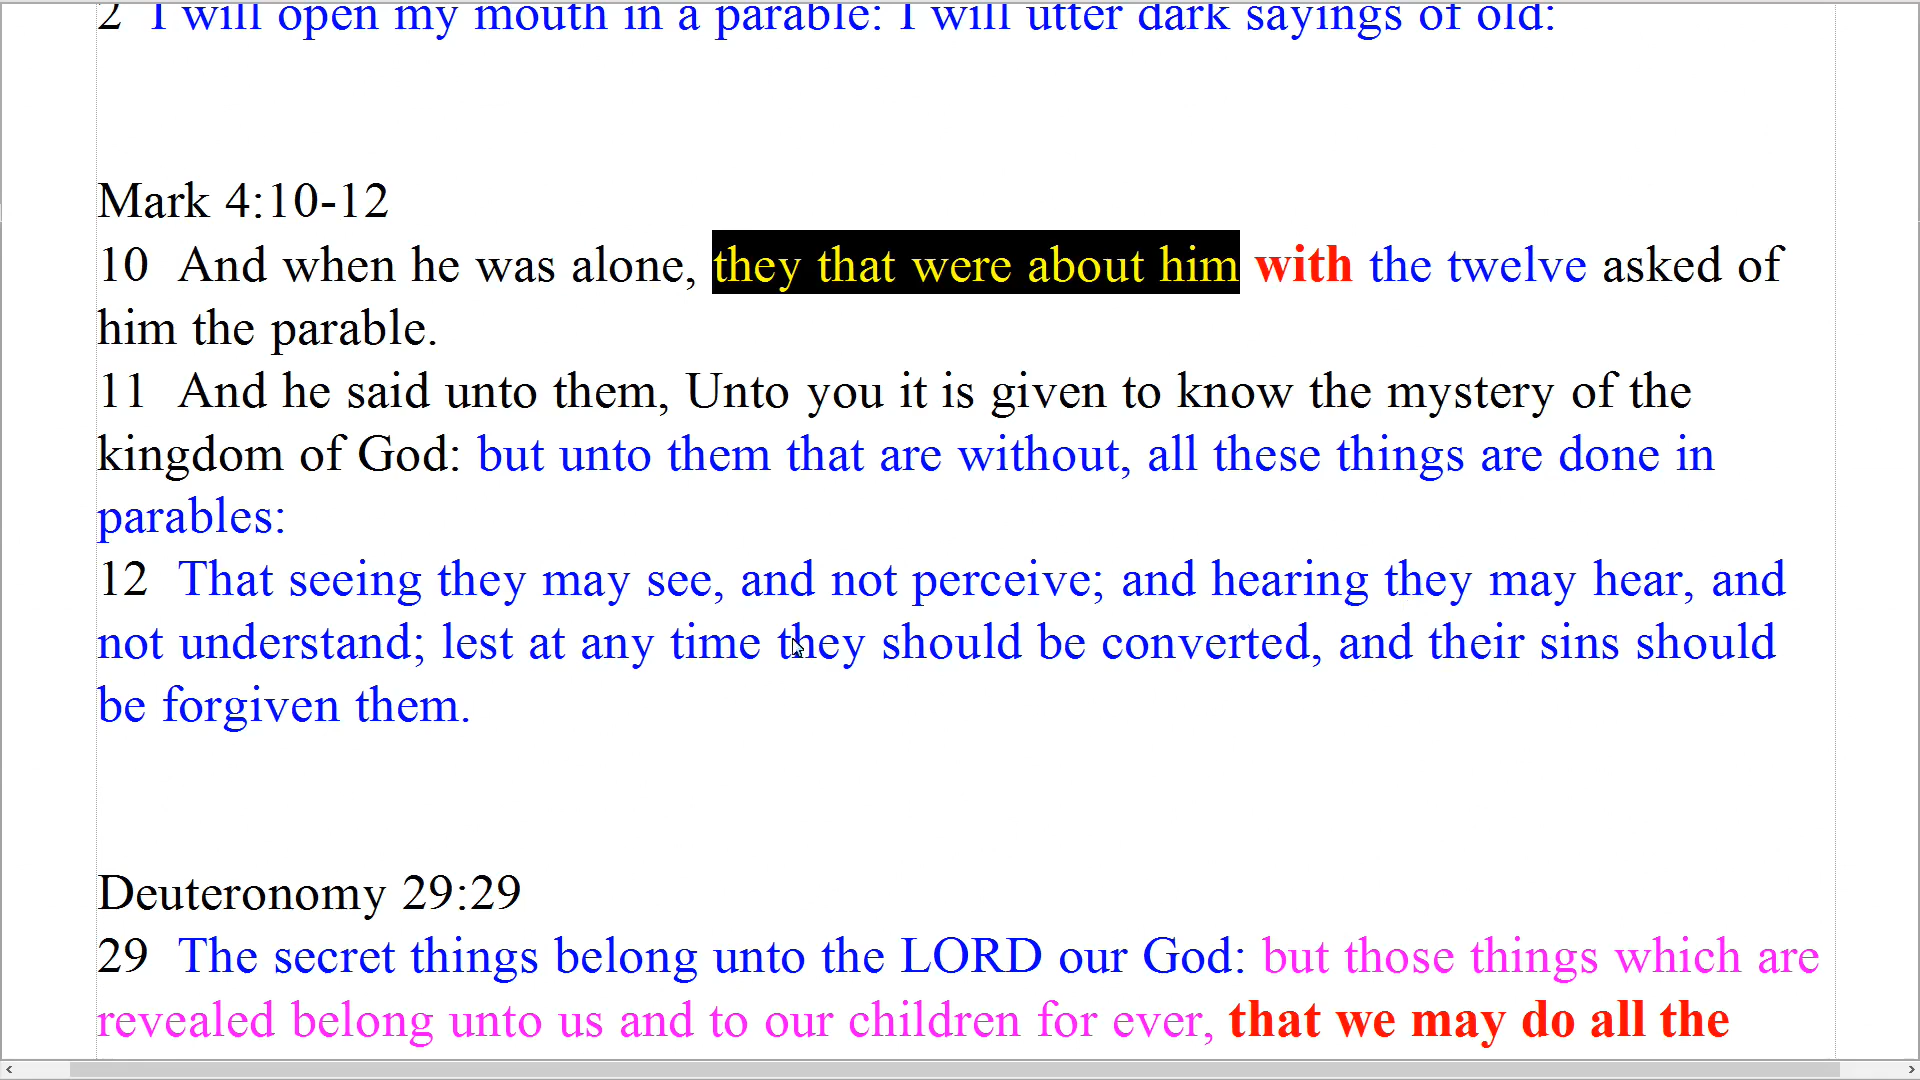 2 I will open my mouth in a parable: I will utter dark sayings of old:
Mark 4:10-12
10 And when he was alone, they that were about him with the twelve asked of
him the parable.
11 And he said unto them, Unto you it is given to know the mystery of the
kingdom of God: but unto them that are without, all these things are done in
parables:
12 That seeing they may see, and not perceive; and hearing they may hear, and
not understand; lest at any time they should be converted, and their sins should
be forgiven them.
Deuteronomy 29:29
29 The secret things belong unto the LORD our God: but those things which are
revealed belong unto us and to our children for ever, that we may do all the